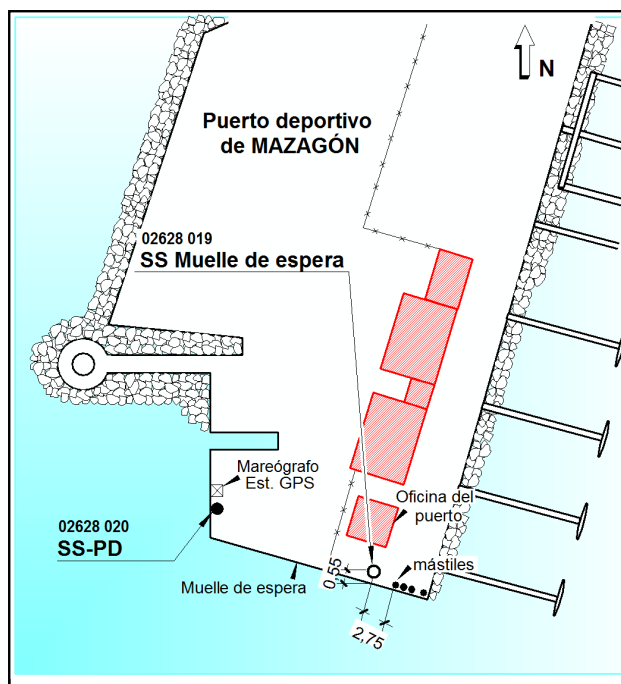 N
Puerto deportivo
de MAZAGÓN
02628 019
SS Muelle de espera
Mareógrafo
Est. GPS
Oficina del
puerto
02628 020
SS-PD
mástiles
0,55
Muelle de espera
2,75